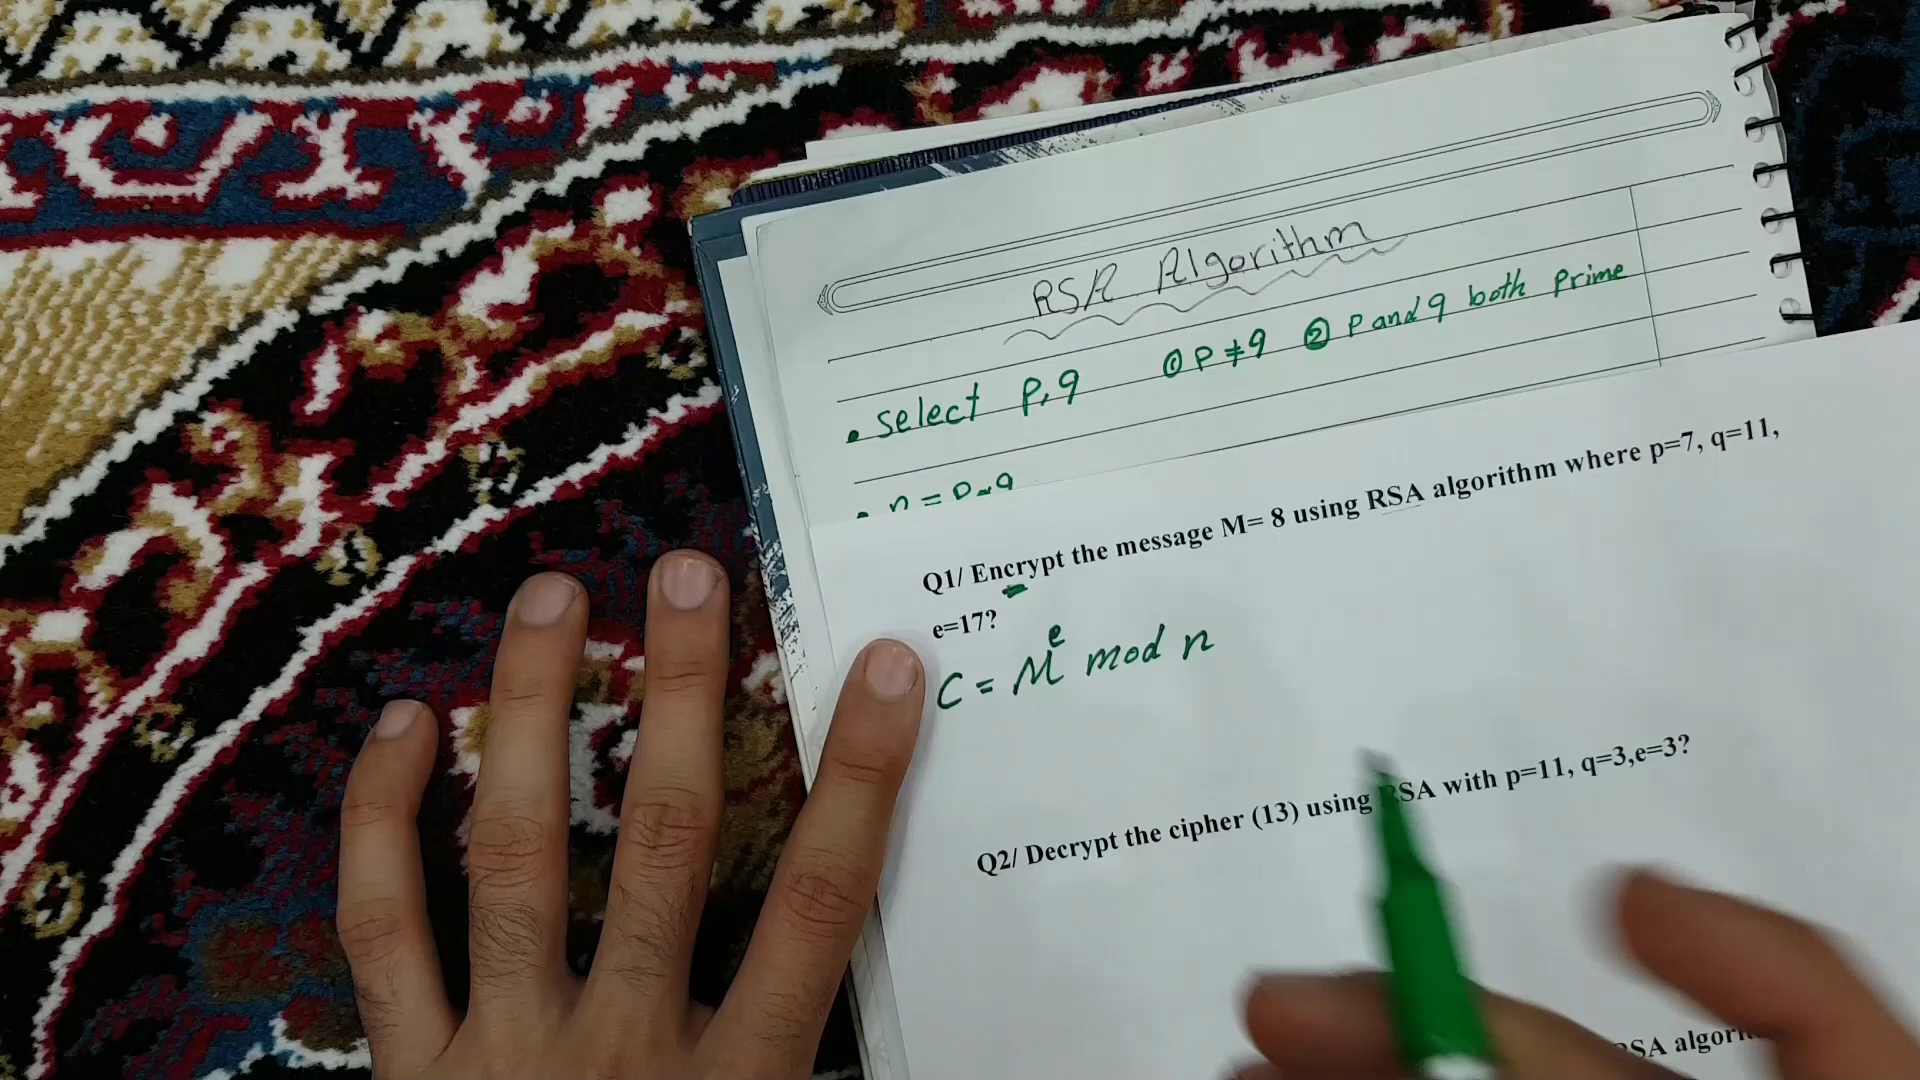 RSA Algorithm
• select P, q ① P ≠ q ② P and q both Prime
• n = p
Q1/ Encrypt the message M= 8 using RSA algorithm where p=7, q=11,
e=17?
C = M^e mod n
Q2/ Decrypt the cipher (13) using RSA with p=11, q=3,e=3?
RSA